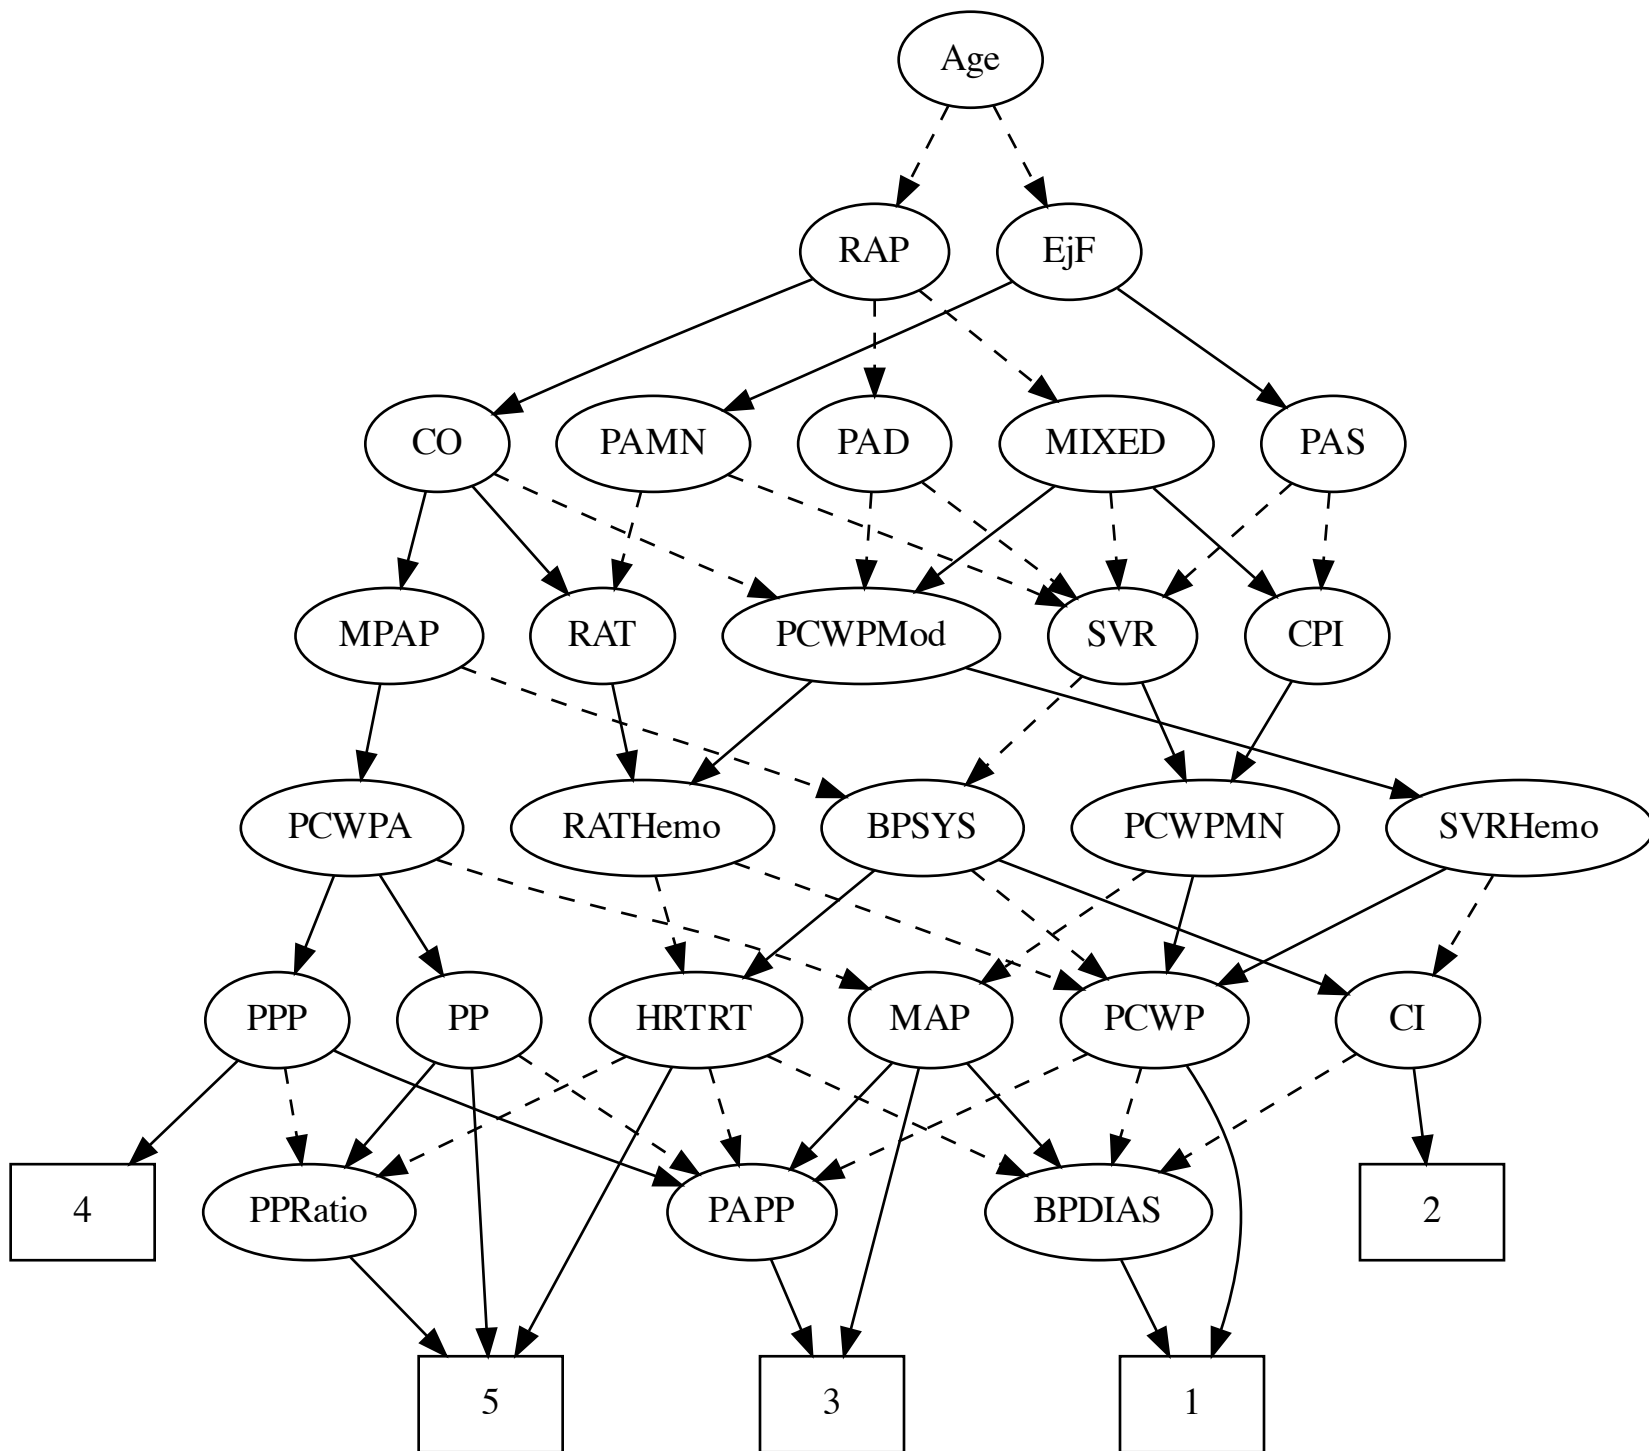 Age
RAP
EjF
CO
PAMN
PAD
MIXED
PAS
MPAP
RAT
PCWPMod
SVR
CPI
PCWPA
RATHemo
BPSYS
PCWPMN
SVRHemo
PPP
PP
HRTRT
MAP
PCWP
CI
4
PPRatio
PAPP
BPDIAS
2
5
3
1